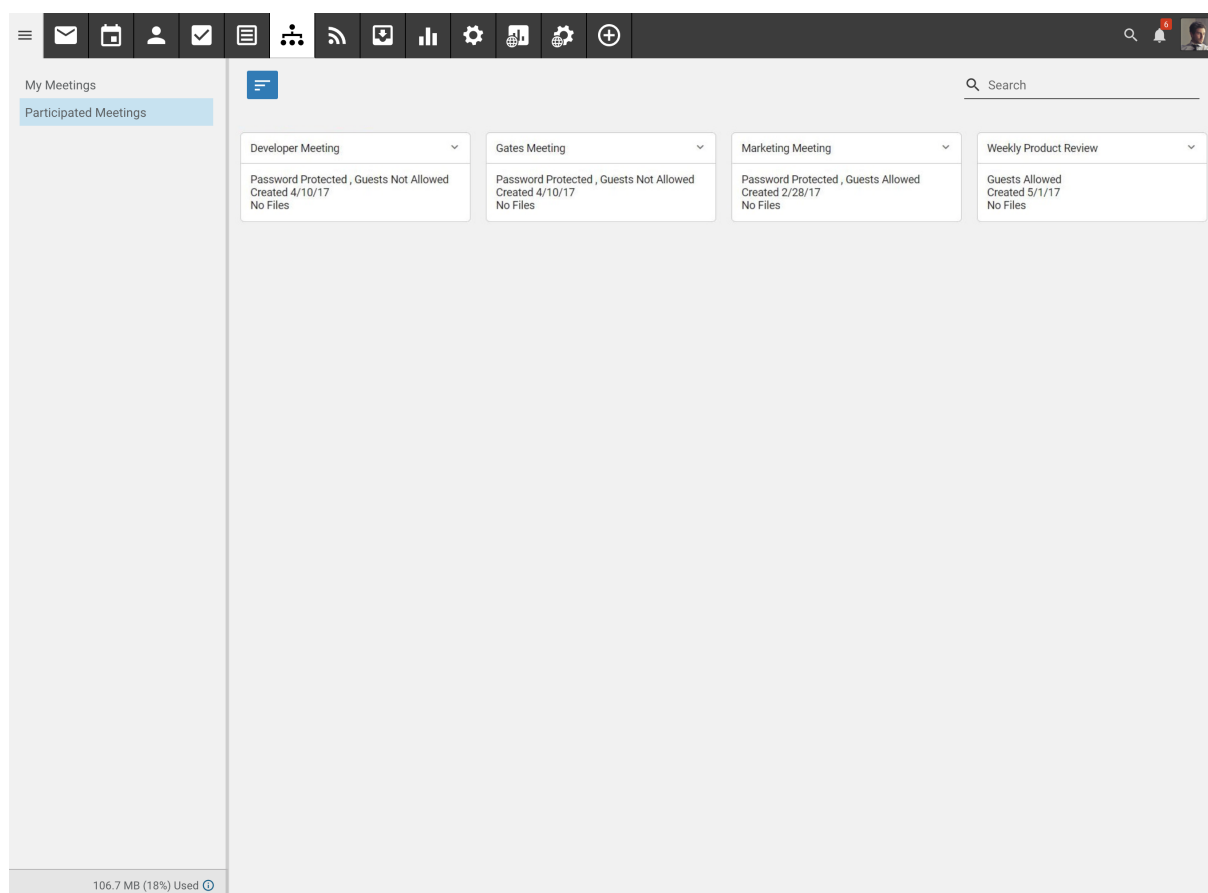 6
My Meetings
Participated Meetings
Search
Developer Meeting
Password Protected , Guests Not Allowed
Created 4/10/17
No Files
Gates Meeting
Password Protected , Guests Not Allowed
Created 4/10/17
No Files
Marketing Meeting
Password Protected , Guests Allowed
Created 2/28/17
No Files
Weekly Product Review
Guests Allowed
Created 5/1/17
No Files
106.7 MB (18%) Used